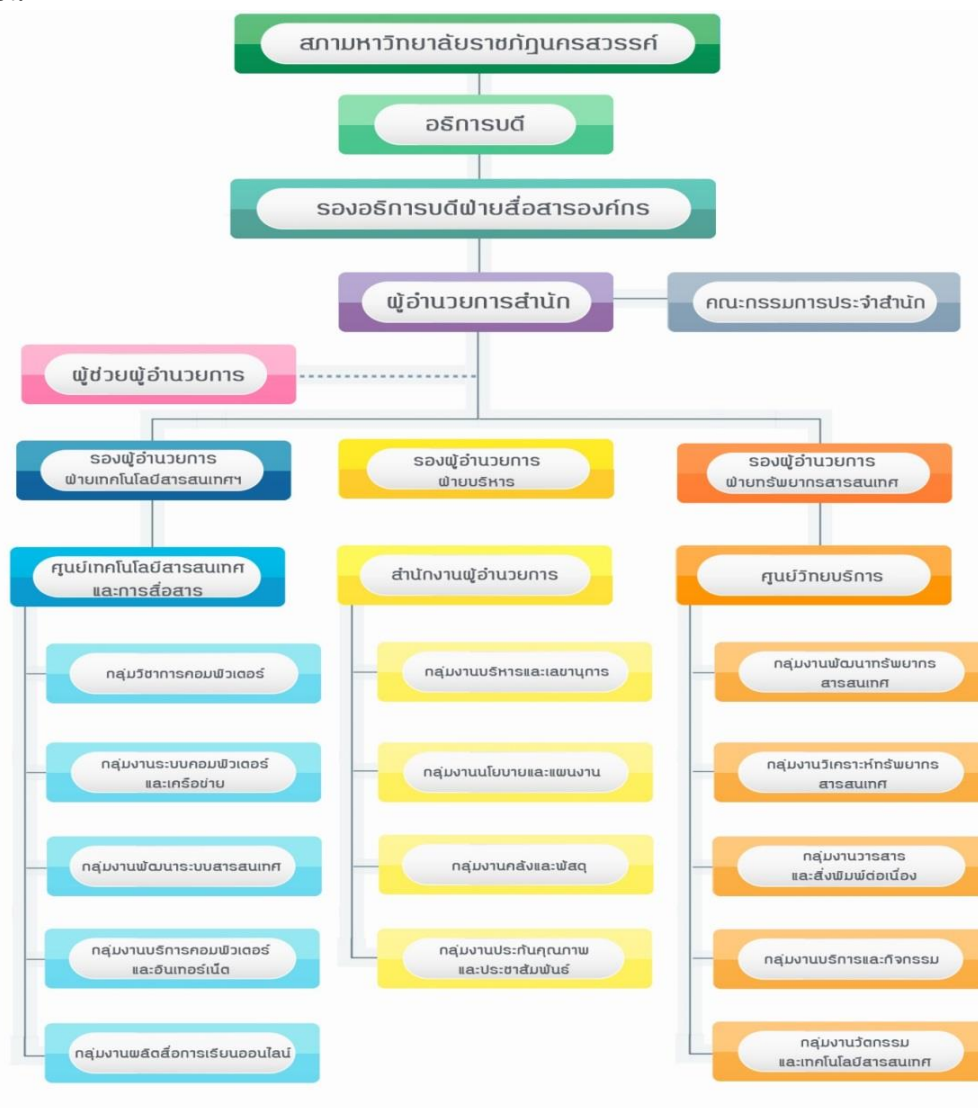 สภามหาวิทยาลัยราชภัฏนครสวรรค์
อธิการบดี
รองอธิการบดีฝ่ายสื่อสารองค์กร
ผู้อำนวยการสำนัก
คณะกรรมการประจำสำนัก
ผู้ช่วยผู้อำนวยการ
รองผู้อำนวยการ
ฝ่ายเทคโนโลยีสารสนเทศฯ
รองผู้อำนวยการ
ฝ่ายบริหาร
รองผู้อำนวยการ
ฝ่ายทรัพยากรสารสนเทศ
ศูนย์เทคโนโลยีสารสนเทศ
และการสื่อสาร
สำนักงานผู้อำนวยการ
ศูนย์วิทยบริการ
กลุ่มวิชาการคอมพิวเตอร์
กลุ่มงานระบบคอมพิวเตอร์
และเครือข่าย
กลุ่มงานพัฒนาระบบสารสนเทศ
กลุ่มงานบริการคอมพิวเตอร์
และอินเทอร์เน็ต
กลุ่มงานผลิตสื่อการเรียนออนไลน์
กลุ่มงานบริหารและเลขานุการ
กลุ่มงานนโยบายและแผนงาน
กลุ่มงานคลังและพัสดุ
กลุ่มงานประกันคุณภาพ
และประชาสัมพันธ์
กลุ่มงานพัฒนาทรัพยากร
สารสนเทศ
กลุ่มงานวิเคราะห์ทรัพยากร
สารสนเทศ
กลุ่มงานวารสาร
และสิ่งพิมพ์ต่อเนื่อง
กลุ่มงานบริการและกิจกรรม
กลุ่มงานวัตกรรม
และเทคโนโลยีสารสนเทศ